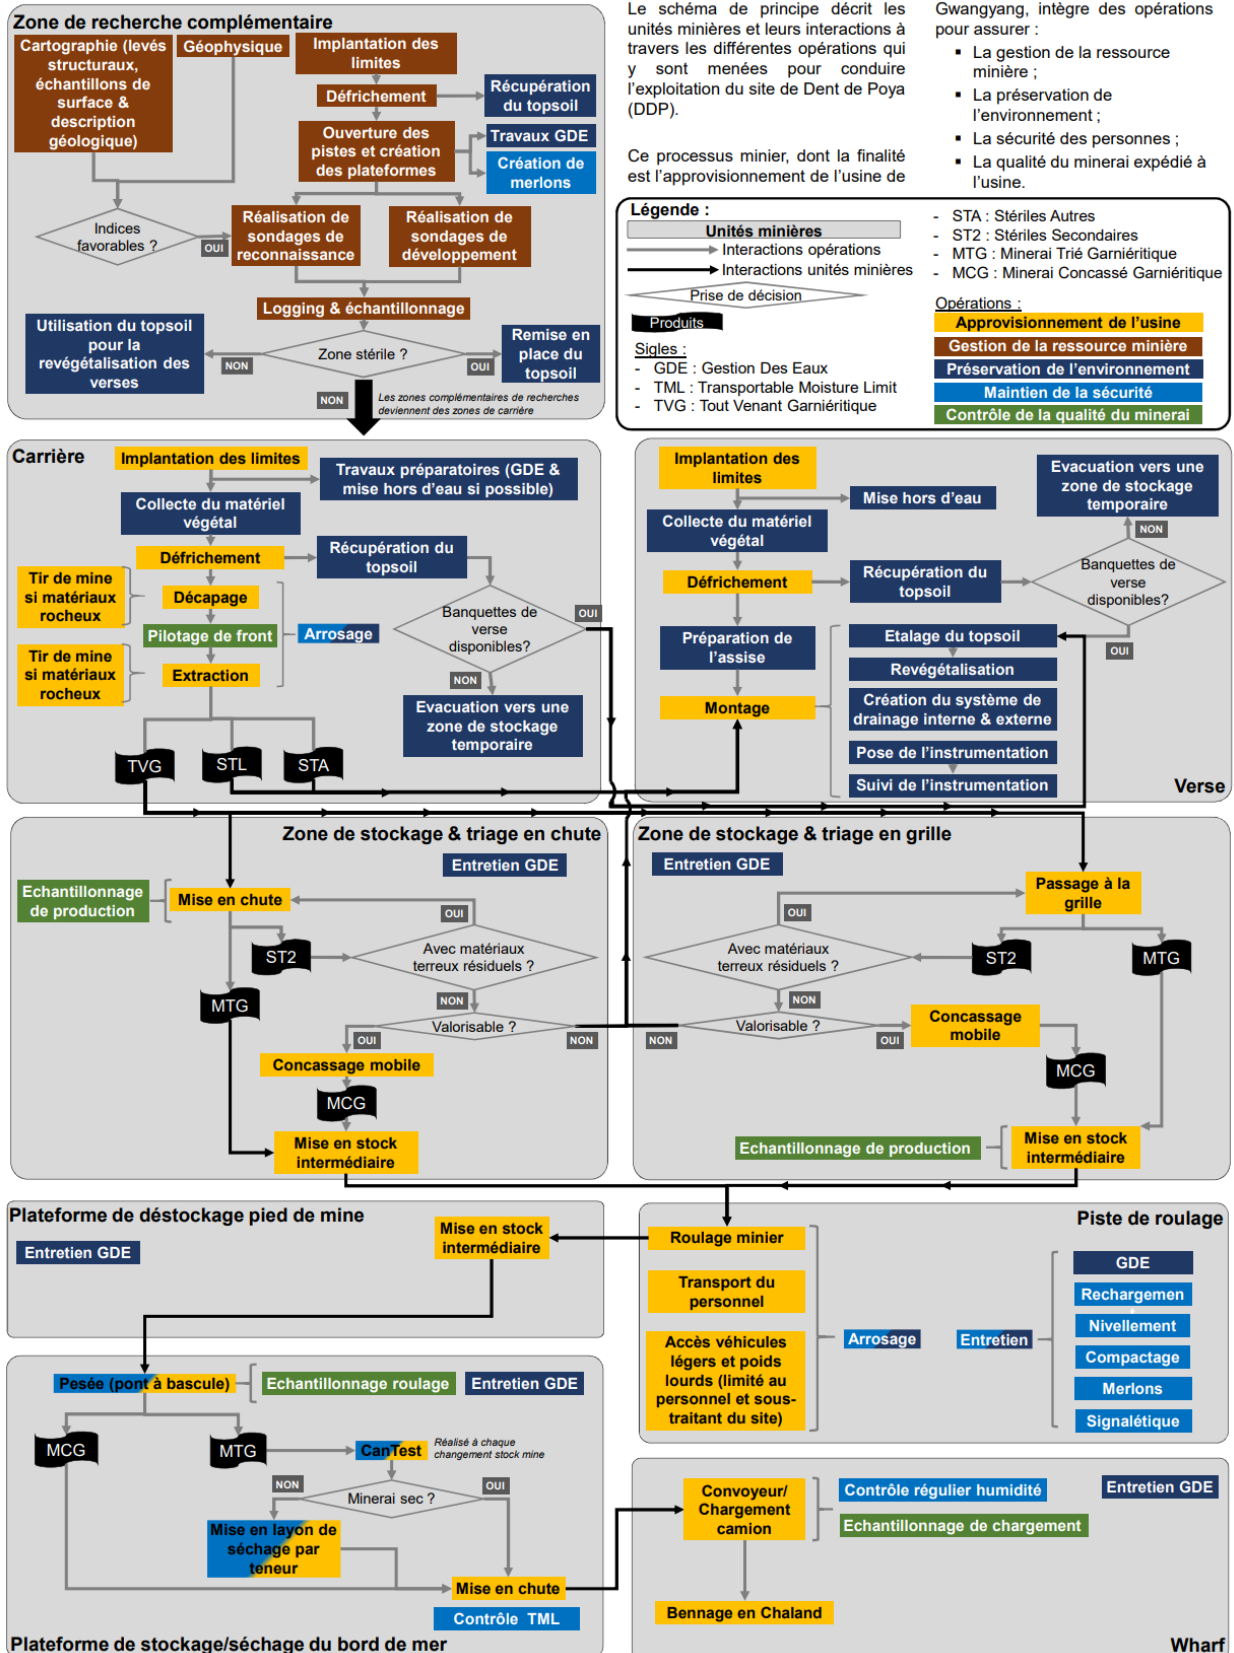 Zone de recherche complémentaire
Cartographie (levés
structuraux,
échantillons de
surface &
description
géologique)
Géophysique
Implantation des
limites
Défrichement
Récupération
du topsoil
Ouverture des
pistes et création
des plateformes
Travaux GDE
Création de
merlons
Indices
favorables ?
OUI
Réalisation de
sondages de
reconnaissance
Réalisation de
sondages de
développement
Logging & échantillonnage
Utilisation du topsoil
pour la
revégétalisation des
verses
NON
Zone stérile ?
OUI
Remise en
place du
topsoil
NON
Les zones complémentaires de recherches
deviennent des zones de carrière
Le schéma de principe décrit les
unités minières et leurs interactions à
travers les différentes opérations qui
y sont menées pour conduire
l'exploitation du site de Dent de Poya
(DDP).
Ce processus minier, dont la finalité
est l'approvisionnement de l'usine de
Gwangyang, intègre des opérations
pour assurer :
▪ La gestion de la ressource
minière ;
▪ La préservation de
l'environnement ;
▪ La sécurité des personnes ;
▪ La qualité du minerai expédié à
l'usine.
Légende :
Unités minières
Interactions opérations
Interactions unités minières
Prise de décision
Produits
Sigles :
- GDE : Gestion Des Eaux
- TML : Transportable Moisture Limit
- TVG : Tout Venant Garniéritique
- STA : Stériles Autres
- ST2 : Stériles Secondaires
- MTG : Minerai Trié Garniéritique
- MCG : Minerai Concassé Garniéritique
Opérations :
Approvisionnement de l'usine
Gestion de la ressource minière
Préservation de l'environnement
Maintien de la sécurité
Contrôle de la qualité du minerai
Carrière
Implantation des limites
Travaux préparatoires (GDE &
mise hors d'eau si possible)
Collecte du matériel
végétal
Défrichement
Récupération du
topsoil
Tir de mine
si matériaux
rocheux
Décapage
Pilotage de front
Arrosage
Tir de mine
si matériaux
rocheux
Extraction
Banquettes de
verse
disponibles?
OUI
NON
Evacuation vers une
zone de stockage
temporaire
TVG
STL
STA
Implantation des
limites
Mise hors d'eau
Collecte du matériel
végétal
Défrichement
Récupération du
topsoil
Evacuation vers une
zone de stockage
temporaire
NON
Banquettes de
verse
disponibles?
OUI
Préparation de
l'assise
Montage
Etalage du topsoil
Revégétalisation
Création du système de
drainage interne & externe
Pose de l'instrumentation
Suivi de l'instrumentation
Verse
Zone de stockage & triage en chute
Entretien GDE
Echantillonnage
de production
Mise en chute
OUI
ST2
Avec matériaux
terreux résiduels ?
MTG
NON
Valorisable ?
OUI
NON
Concassage mobile
MCG
Mise en stock
intermédiaire
Zone de stockage & triage en grille
Entretien GDE
Passage à la
grille
OUI
Avec matériaux
terreux résiduels ?
ST2
MTG
NON
Valorisable ?
NON
OUI
Concassage
mobile
MCG
Echantillonnage de production
Mise en stock
intermédiaire
Plateforme de déstockage pied de mine
Entretien GDE
Mise en stock
intermédiaire
Piste de roulage
Roulage minier
Transport du
personnel
Accès véhicules
légers et poids
lourds (limité au
personnel et sous-
traitant du site)
Arrosage
Entretien
GDE
Rechargemen
Nivellement
Compactage
Merlons
Signalétique
Pesée (pont à bascule)
Echantillonnage roulage
Entretien GDE
MCG
MTG
CanTest
Réalisé à chaque
changement stock mine
NON
Minerai sec ?
OUI
Mise en layon de
séchage par
teneur
Mise en chute
Contrôle TML
Plateforme de stockage/séchage du bord de mer
Convoyeur/
Chargement
camion
Contrôle régulier humidité
Echantillonnage de chargement
Entretien GDE
Bennage en Chaland
Wharf